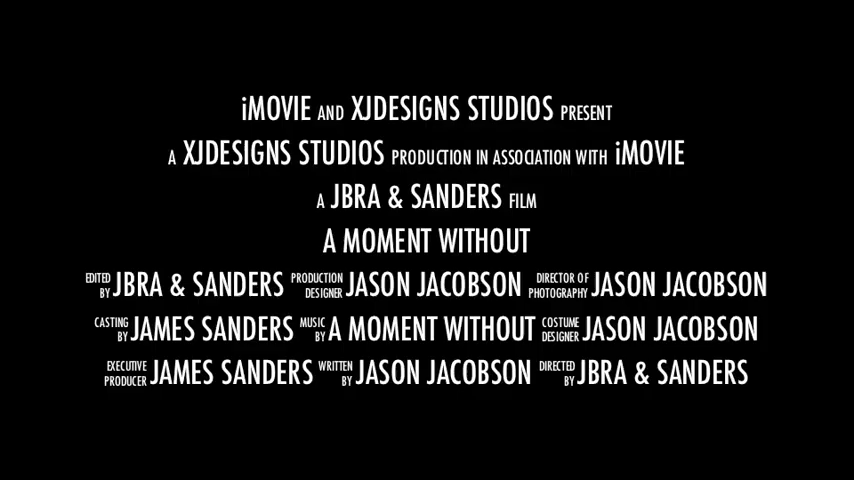 iMOVIE AND XJDESIGNS STUDIOS PRESENT
A XJDESIGNS STUDIOS PRODUCTION IN ASSOCIATION WITH iMOVIE
A JBRA & SANDERS FILM
A MOMENT WITHOUT
EDITED BY JBRA & SANDERS PRODUCTION DESIGNER JASON JACOBSON DIRECTOR OF PHOTOGRAPHY JASON JACOBSON
CASTING BY JAMES SANDERS MUSIC BY A MOMENT WITHOUT COSTUME DESIGNER JASON JACOBSON
EXECUTIVE PRODUCER JAMES SANDERS WRITTEN BY JASON JACOBSON DIRECTED BY JBRA & SANDERS